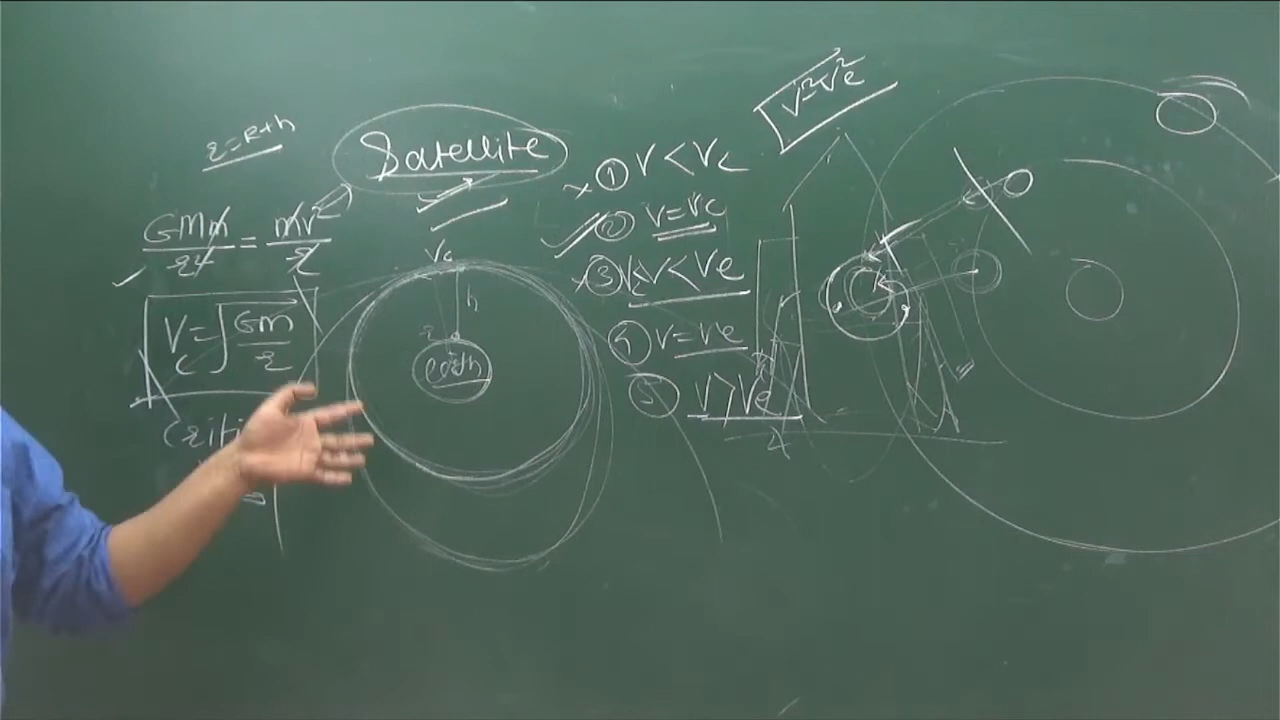 r=R+h
Satellite
GMm/r² = mv²/r
Vc=√GM/r
Criti
Vc
h
r
earth
① V<Vc
② V=Vc
③ Vc<V<Ve
④ V=Ve
⑤ V>Ve